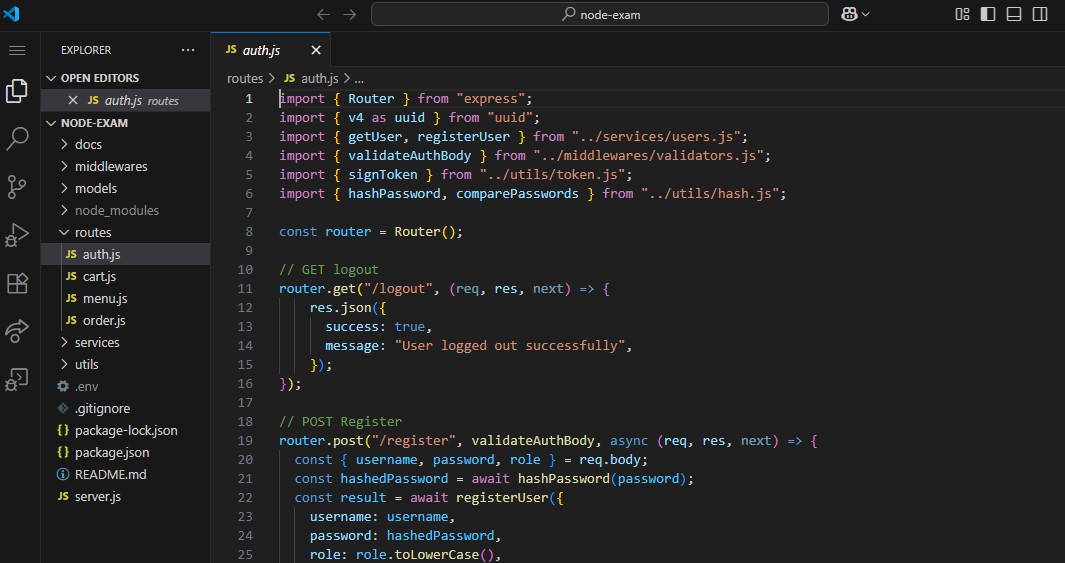 node-exam
EXPLORER
OPEN EDITORS
JS auth.js routes
NODE-EXAM
docs
middlewares
models
node_modules
routes
JS auth.js
JS cart.js
JS menu.js
JS order.js
services
utils
.env
.gitignore
{} package-lock.json
{} package.json
README.md
JS server.js
JS auth.js
routes > JS auth.js > ...
1 import { Router } from "express";
2 import { v4 as uuid } from "uuid";
3 import { getUser, registerUser } from "../services/users.js";
4 import { validateAuthBody } from "../middlewares/validators.js";
5 import { signToken } from "../utils/token.js";
6 import { hashPassword, comparePasswords } from "../utils/hash.js";
7
8 const router = Router();
9
10 // GET logout
11 router.get("/logout", (req, res, next) => {
12 res.json({
13 success: true,
14 message: "User logged out successfully",
15 });
16 });
17
18 // POST Register
19 router.post("/register", validateAuthBody, async (req, res, next) => {
20 const { username, password, role } = req.body;
21 const hashedPassword = await hashPassword(password);
22 const result = await registerUser({
23 username: username,
24 password: hashedPassword,
25 role: role.toLowerCase(),